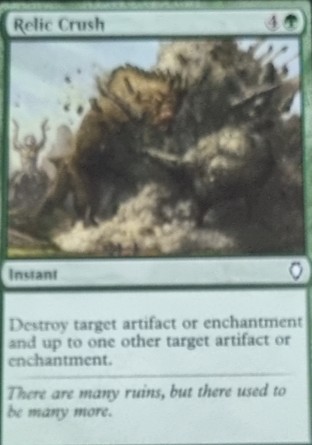 Relic Crush 4
Instant
Destroy target artifact or enchantment
and up to one other target artifact or
enchantment.
There are many ruins, but there used to
be many more.